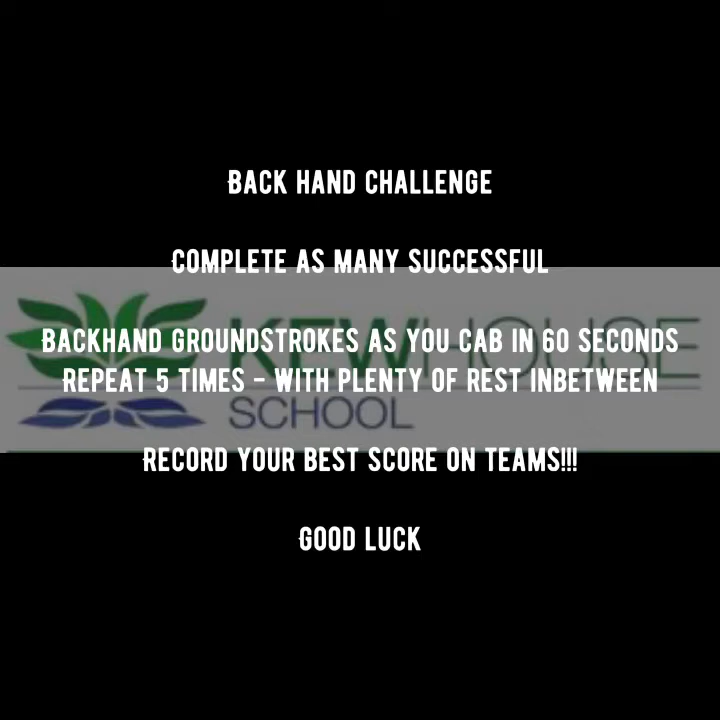 BACK HAND CHALLENGE
COMPLETE AS MANY SUCCESSFUL
BACKHAND GROUNDSTROKES AS YOU CAB IN 60 SECONDS
REPEAT 5 TIMES - WITH PLENTY OF REST INBETWEEN
KEWHOUSE
SCHOOL
RECORD YOUR BEST SCORE ON TEAMS!!!
GOOD LUCK